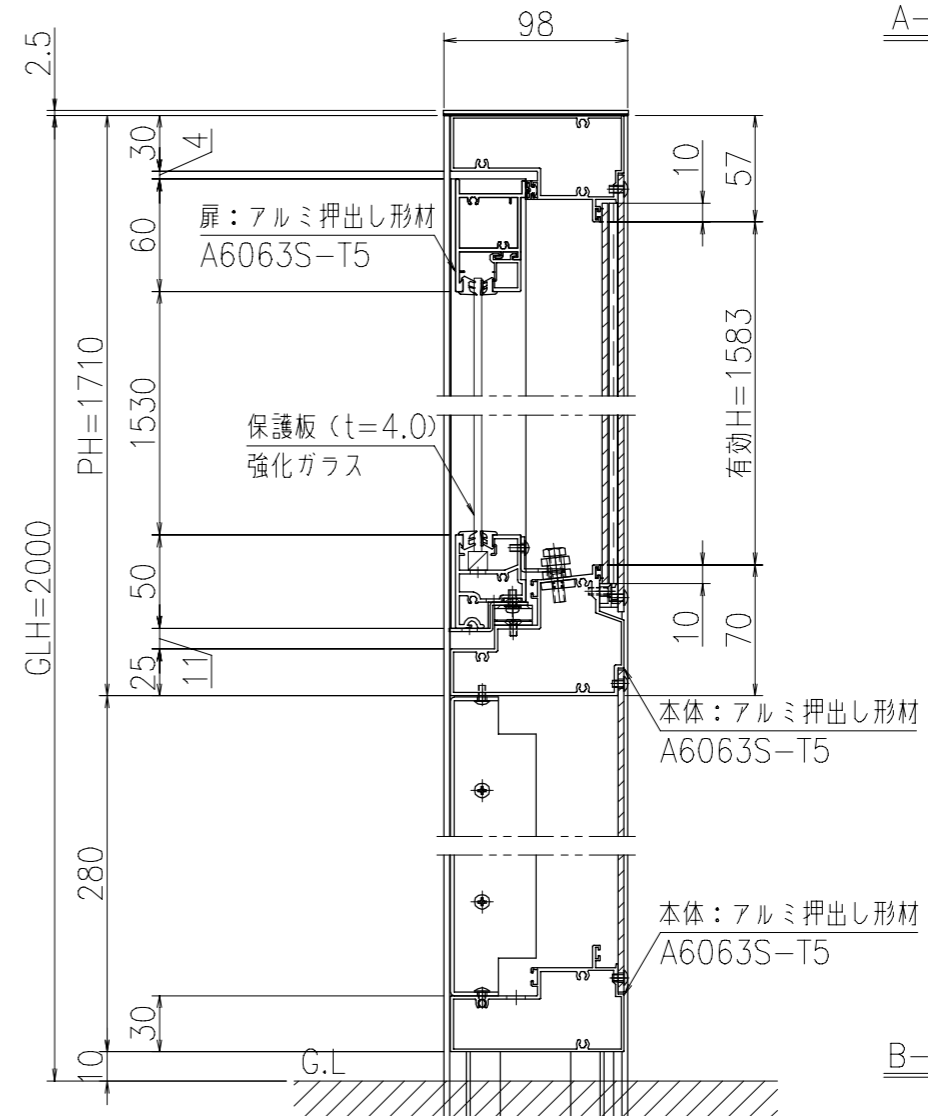 98
A-
2.5
30
4
10
57
扉：アルミ押出し形材
A6063S-T5
60
PH=1710
1530
有効H=1583
保護板（t=4.0）
強化ガラス
GLH=2000
50
11
25
10
70
本体：アルミ押出し形材
A6063S-T5
280
本体：アルミ押出し形材
A6063S-T5
30
10
G.L
B-